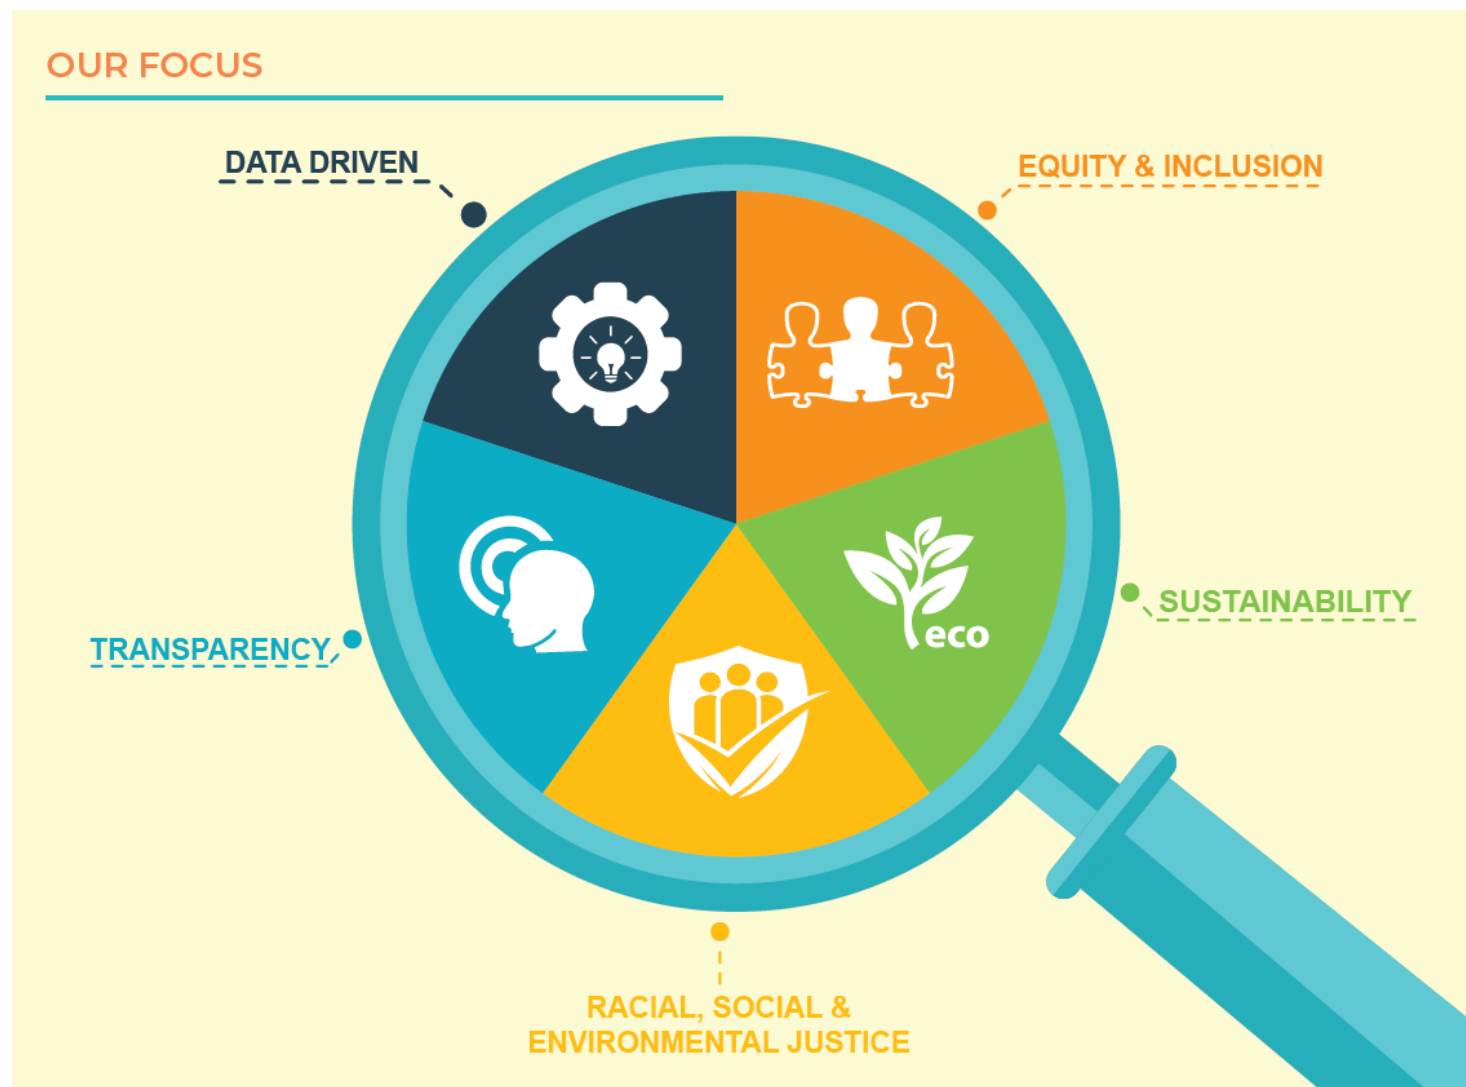 OUR FOCUS
DATA DRIVEN
EQUITY & INCLUSION
eco
SUSTAINABILITY
TRANSPARENCY
RACIAL, SOCIAL &
ENVIRONMENTAL JUSTICE